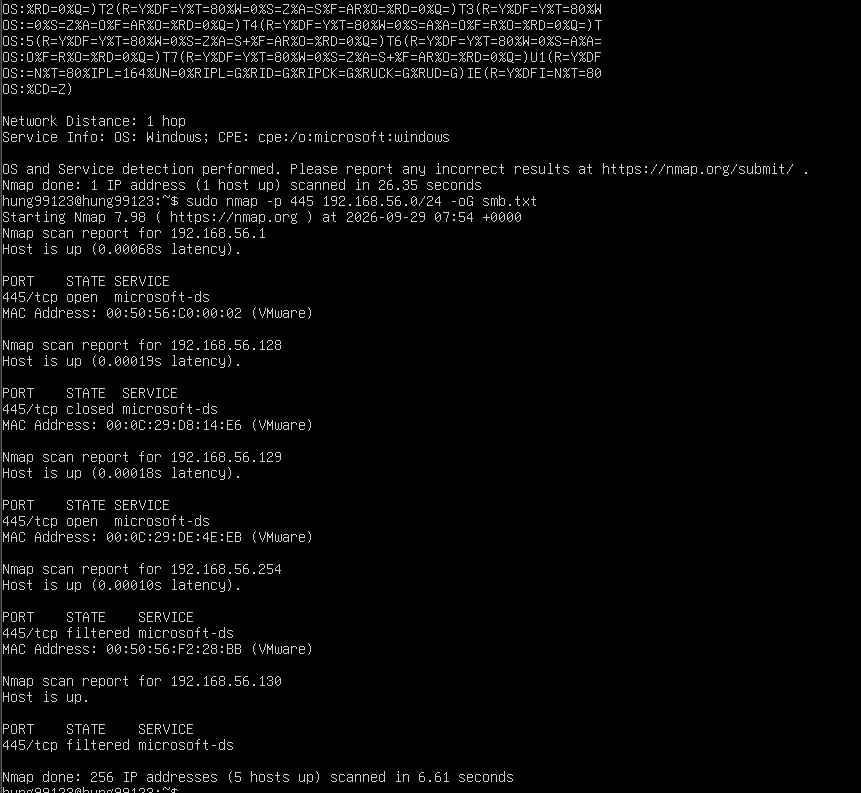 OS:%RD=0%Q=)T2(R=Y%DF=Y%T=80%W=0%S=Z%A=S%F=AR%O=%RD=0%Q=)T3(R=Y%DF=Y%T=80%W
OS:=0%S=Z%A=O%F=AR%O=%RD=0%Q=)T4(R=Y%DF=Y%T=80%W=0%S=A%A=O%F=R%O=%RD=0%Q=)T
OS:5(R=Y%DF=Y%T=80%W=0%S=Z%A=S+%F=AR%O=%RD=0%Q=)T6(R=Y%DF=Y%T=80%W=0%S=A%A=
OS:O%F=R%O=%RD=0%Q=)T7(R=Y%DF=Y%T=80%W=0%S=Z%A=S+%F=AR%O=%RD=0%Q=)U1(R=Y%DF
OS:=N%T=80%IPL=164%UN=0%RIPL=G%RID=G%RIPCK=G%RUCK=G%RUD=G)IE(R=Y%DFI=N%T=80
OS:%CD=Z)
Network Distance: 1 hop
Service Info: OS: Windows; CPE: cpe:/o:microsoft:windows
OS and Service detection performed. Please report any incorrect results at https://nmap.org/submit/ .
Nmap done: 1 IP address (1 host up) scanned in 26.35 seconds
hung99123@hung99123:~$ sudo nmap -p 445 192.168.56.0/24 -oG smb.txt
Starting Nmap 7.98 ( https://nmap.org ) at 2026-09-29 07:54 +0000
Nmap scan report for 192.168.56.1
Host is up (0.00068s latency).
PORT    STATE SERVICE
445/tcp open  microsoft-ds
MAC Address: 00:50:56:C0:00:02 (VMware)
Nmap scan report for 192.168.56.128
Host is up (0.00019s latency).
PORT    STATE  SERVICE
445/tcp closed microsoft-ds
MAC Address: 00:0C:29:D8:14:E6 (VMware)
Nmap scan report for 192.168.56.129
Host is up (0.00018s latency).
PORT    STATE SERVICE
445/tcp open  microsoft-ds
MAC Address: 00:0C:29:DE:4E:EB (VMware)
Nmap scan report for 192.168.56.254
Host is up (0.00010s latency).
PORT    STATE    SERVICE
445/tcp filtered microsoft-ds
MAC Address: 00:50:56:F2:28:BB (VMware)
Nmap scan report for 192.168.56.130
Host is up.
PORT    STATE    SERVICE
445/tcp filtered microsoft-ds
Nmap done: 256 IP addresses (5 hosts up) scanned in 6.61 seconds
hung99123@hung99123:~$